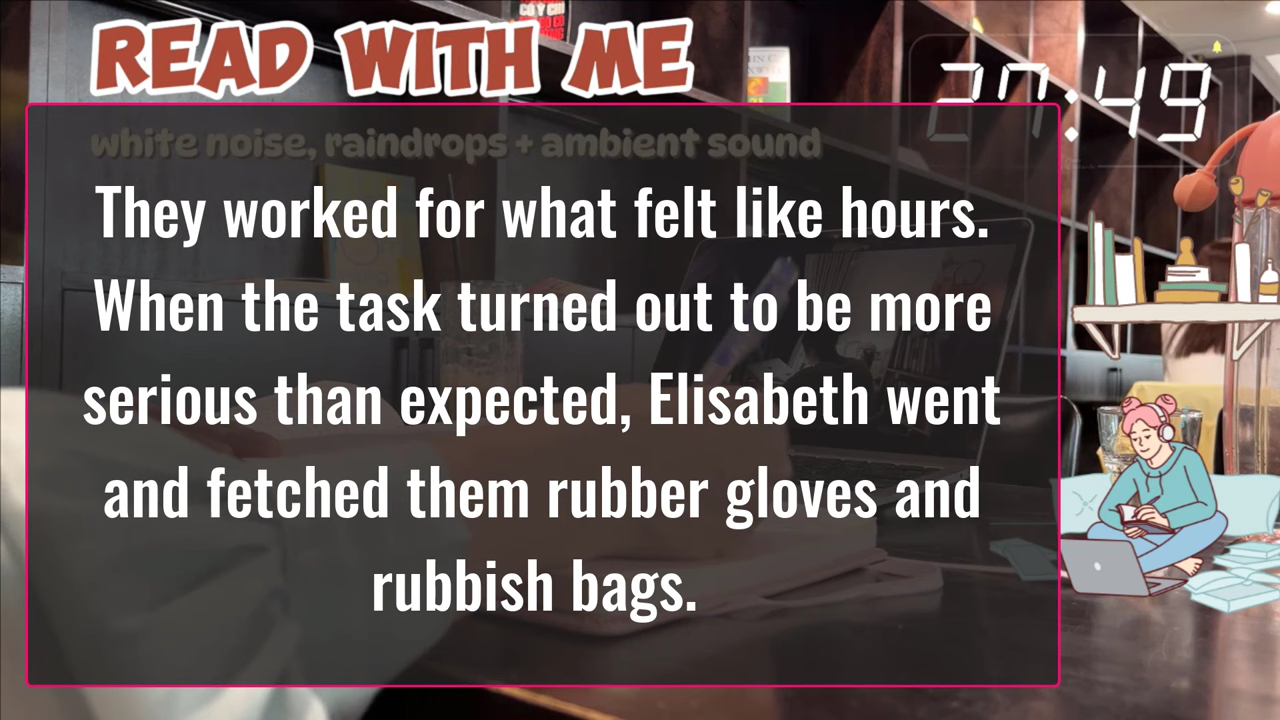 READ WITH ME
27:49
white noise, raindrops + ambient sound
They worked for what felt like hours.
When the task turned out to be more
serious than expected, Elisabeth went
and fetched them rubber gloves and
rubbish bags.